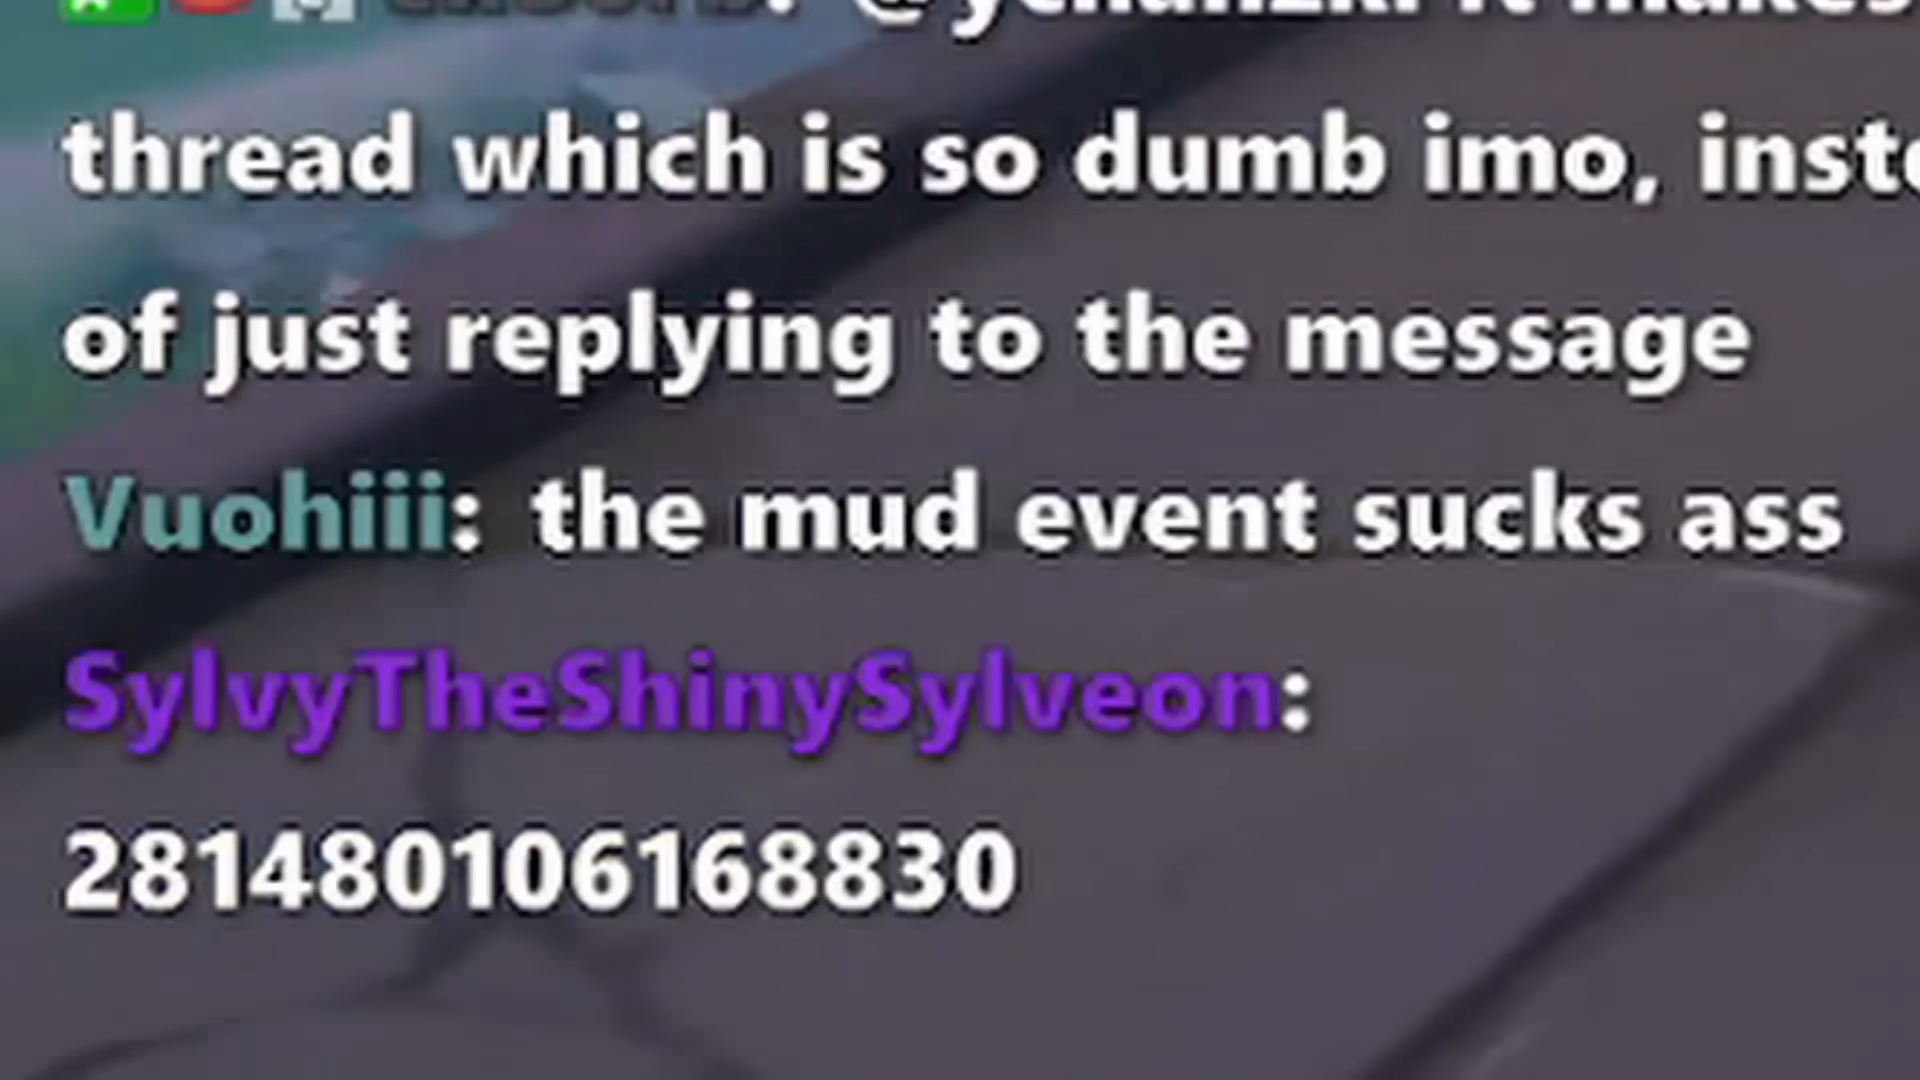 thread which is so dumb imo,
of just replying to the message
Vuohiii: the mud event sucks ass
SylvyTheShinySylveon:
281480106168830